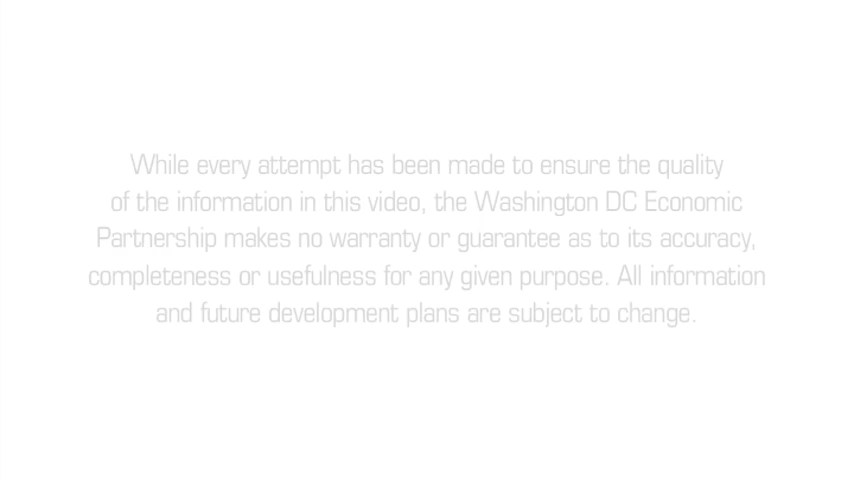 While every attempt has been made to ensure the quality
of the information in this video, the Washington DC Economic
Partnership makes no warranty or guarantee as to its accuracy,
completeness or usefulness for any given purpose. All information
and future development plans are subject to change.